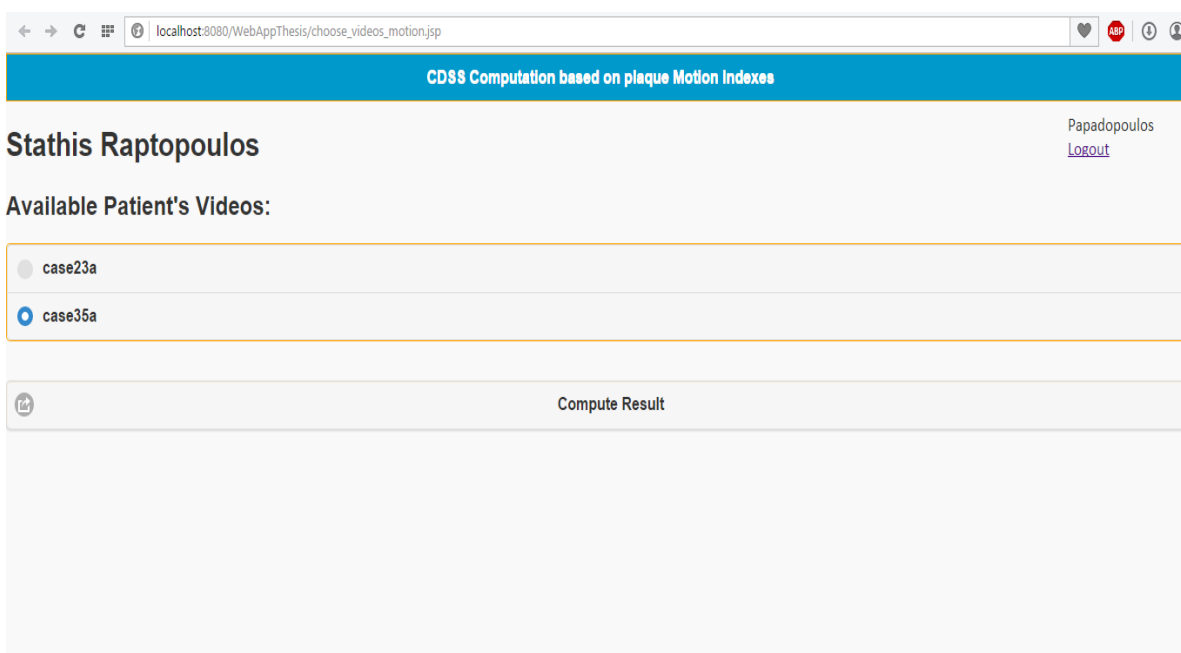 localhost:8080/WebAppThesis/choose_videos_motion.jsp
ABP
CDSS Computation based on plaque Motion Indexes
Papadopoulos
Logout
Stathis Raptopoulos
Available Patient's Videos:
case23a
case35a
Compute Result